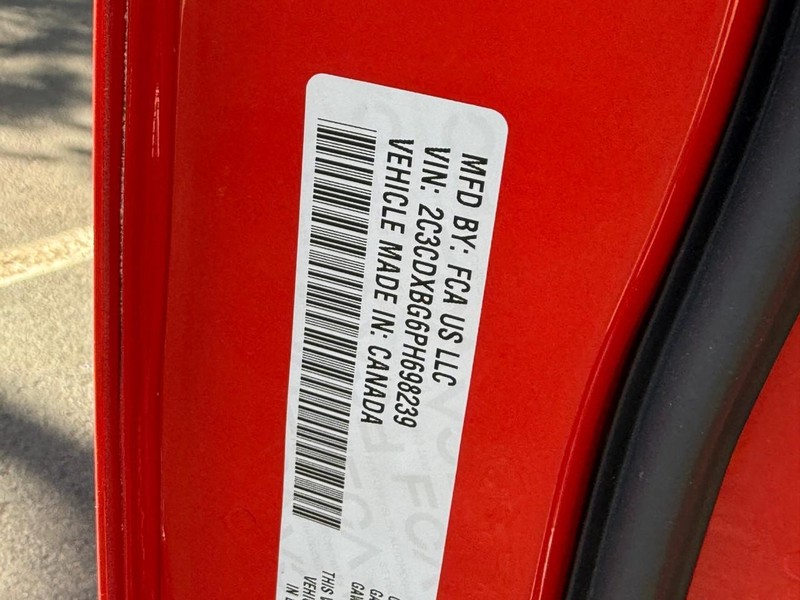 MFD BY: FCA US LLC
VIN: 2C3CDXBG6PH698239
VEHICLE MADE IN: CANADA